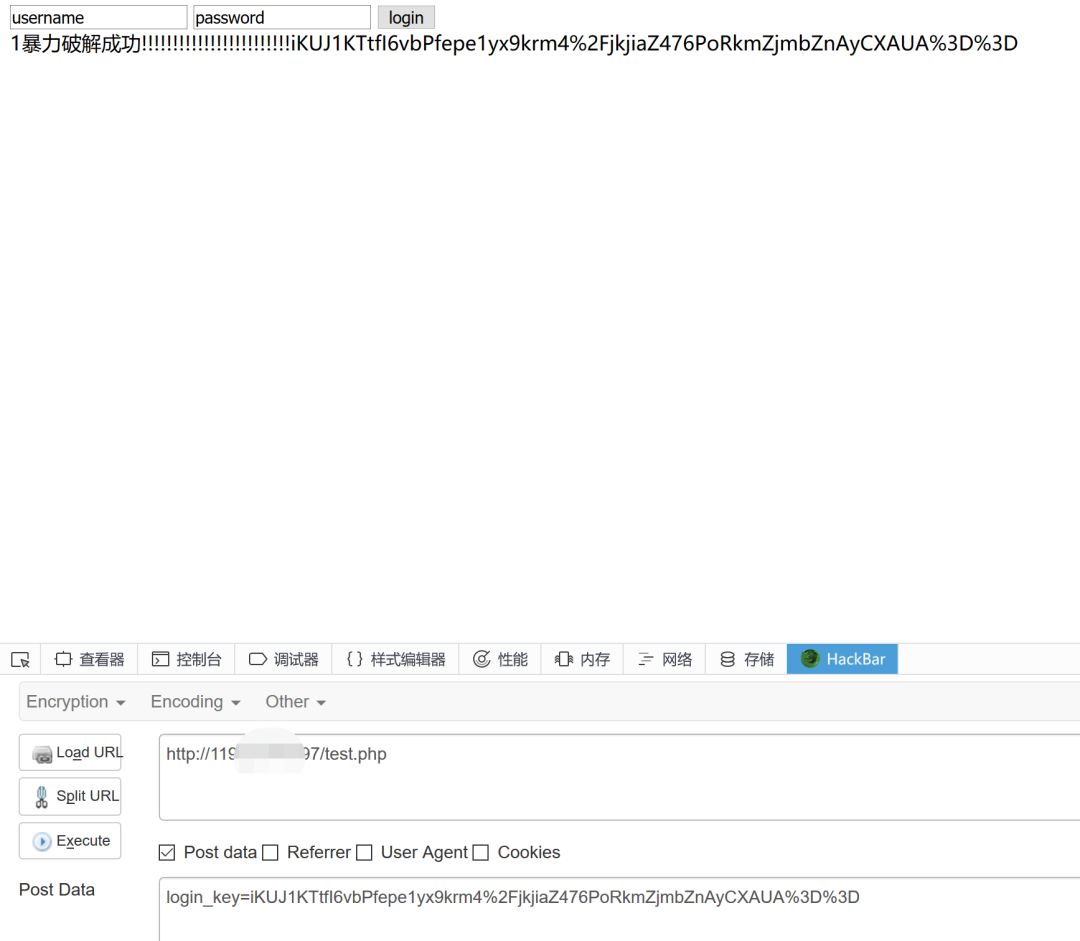 username password login
1暴力破解成功!!!!!!!!!!!!!!!!!!!!!!!!iKUJ1KTtfI6vbPfepe1yx9krm4%2FjkjiaZ476PoRkmZjmbZnAyCXAUA%3D%3D
查看器 控制台 调试器 {} 样式编辑器 性能 内存 网络 存储 HackBar
Encryption Encoding Other
Load URL http://119 97/test.php
Split URL
Execute
Post data Referrer User Agent Cookies
Post Data login_key=iKUJ1KTtfI6vbPfepe1yx9krm4%2FjkjiaZ476PoRkmZjmbZnAyCXAUA%3D%3D